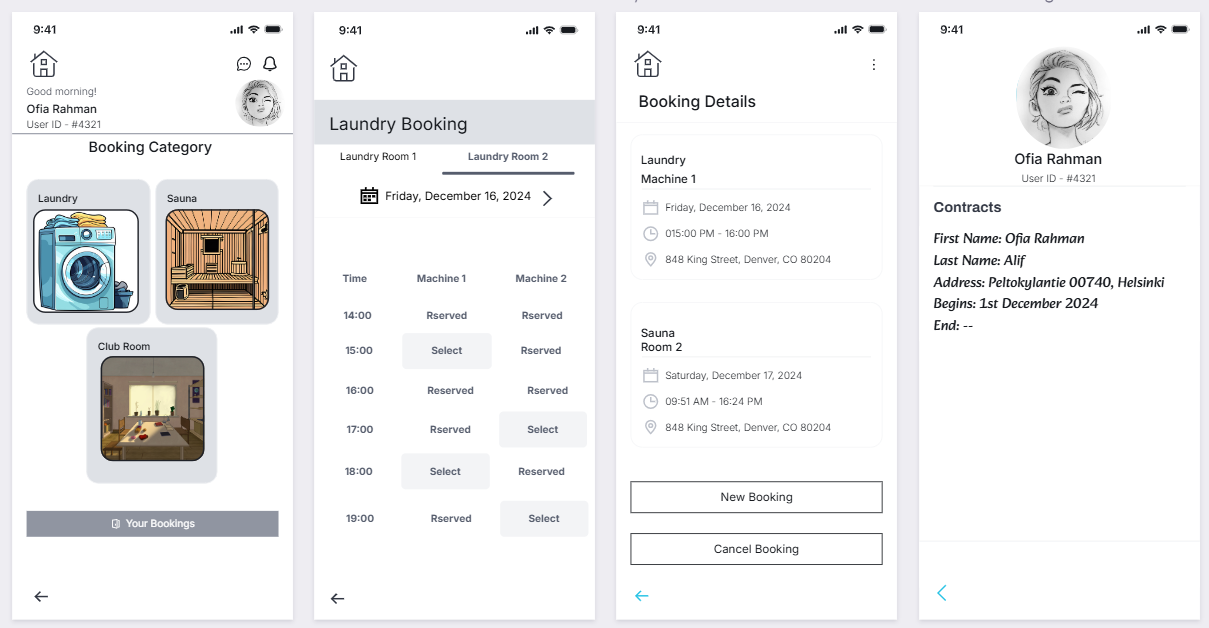 9:41
Good morning!
Ofia Rahman
User ID - #4321
Booking Category
Laundry
Sauna
Club Room
Your Bookings
9:41
Laundry Booking
Laundry Room 1
Laundry Room 2
Friday, December 16, 2024
Time Machine 1 Machine 2
14:00 Rserved Rserved
15:00 Select Rserved
16:00 Reserved Rserved
17:00 Rserved Select
18:00 Select Reserved
19:00 Rserved Select
9:41
Booking Details
Laundry
Machine 1
Friday, December 16, 2024
015:00 PM - 16:00 PM
848 King Street, Denver, CO 80204
Sauna
Room 2
Saturday, December 17, 2024
09:51 AM - 16:24 PM
848 King Street, Denver, CO 80204
New Booking
Cancel Booking
9:41
Ofia Rahman
User ID - #4321
Contracts
First Name: Ofia Rahman
Last Name: Alif
Address: Peltokylantie 00740, Helsinki
Begins: 1st December 2024
End: --